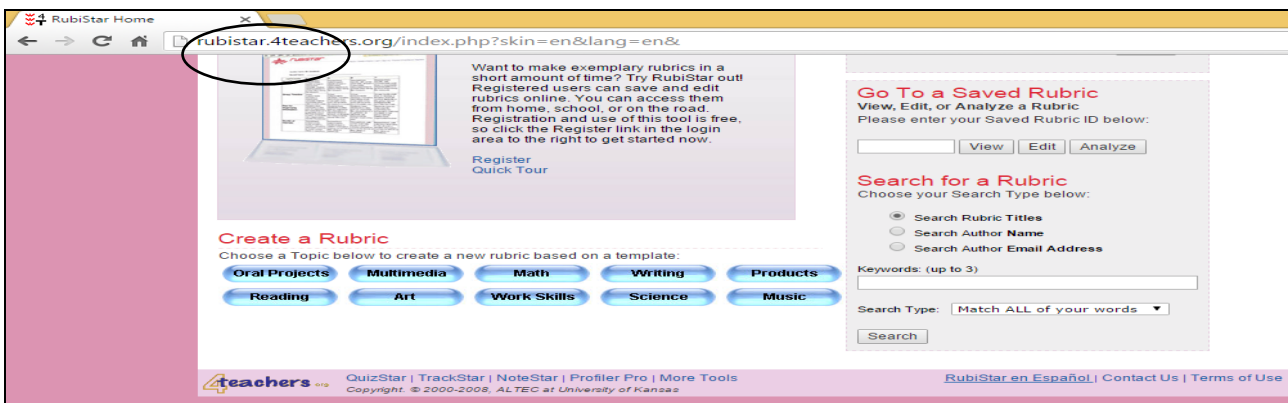 RubiStar Home
rubistar.4teachers.org/index.php?skin=en&lang=en&
Want to make exemplary rubrics in a
short amount of time? Try RubiStar out!
Registered users can save and edit
rubrics online. You can access them
from home, school, or on the road.
Registration and use of this tool is free,
so click the Register link in the login
area to the right to get started now.
Register
Quick Tour
Create a Rubric
Choose a Topic below to create a new rubric based on a template:
Oral Projects Multimedia Math Writing Products
Reading Art Work Skills Science Music
Go To a Saved Rubric
View, Edit, or Analyze a Rubric
Please enter your Saved Rubric ID below:
View Edit Analyze
Search for a Rubric
Choose your Search Type below:
Search Rubric Titles
Search Author Name
Search Author Email Address
Keywords: (up to 3)
Search Type: Match ALL of your words
Search
4teachers.org QuizStar | TrackStar | NoteStar | Profiler Pro | More Tools RubiStar en Español | Contact Us | Terms of Use
Copyright. © 2000-2008, ALTEC at University of Kansas